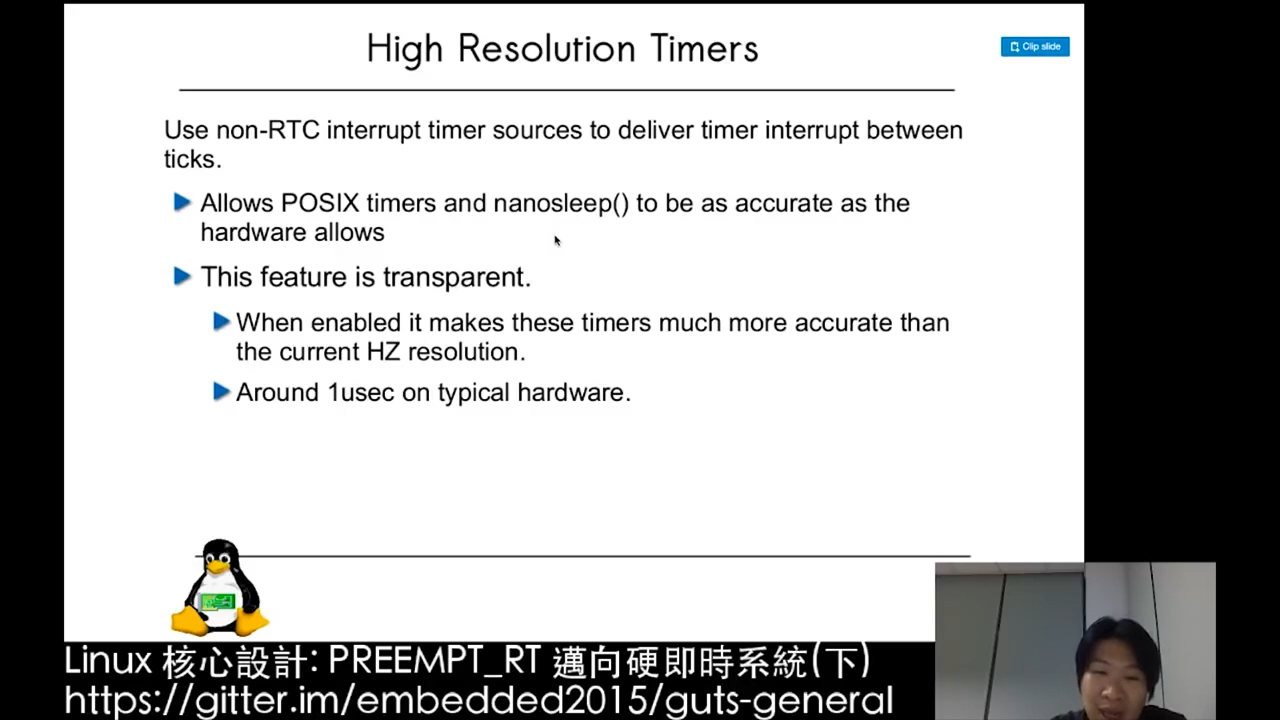 High Resolution Timers
Clip slide
Use non-RTC interrupt timer sources to deliver timer interrupt between
ticks.
Allows POSIX timers and nanosleep() to be as accurate as the
hardware allows
This feature is transparent.
When enabled it makes these timers much more accurate than
the current HZ resolution.
Around 1usec on typical hardware.
Linux 核心設計: PREEMPT_RT 邁向硬即時系統(下)
https://gitter.im/embedded2015/guts-general